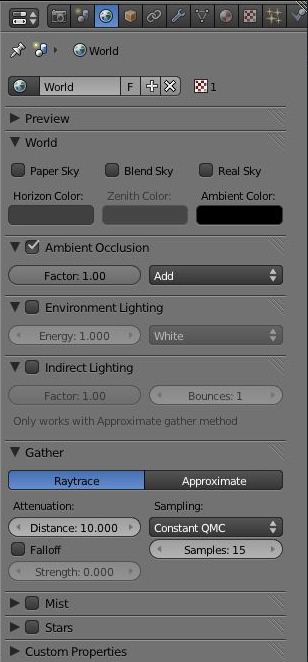 World
World F
1
Preview
World
Paper Sky Blend Sky Real Sky
Horizon Color: Zenith Color: Ambient Color:
Ambient Occlusion
Factor: 1.00 Add
Environment Lighting
Energy: 1.000 White
Indirect Lighting
Factor: 1.00 Bounces: 1
Only works with Approximate gather method
Gather
Raytrace Approximate
Attenuation: Sampling:
Distance: 10.000 Constant QMC
Falloff Samples: 15
Strength: 0.000
Mist
Stars
Custom Properties